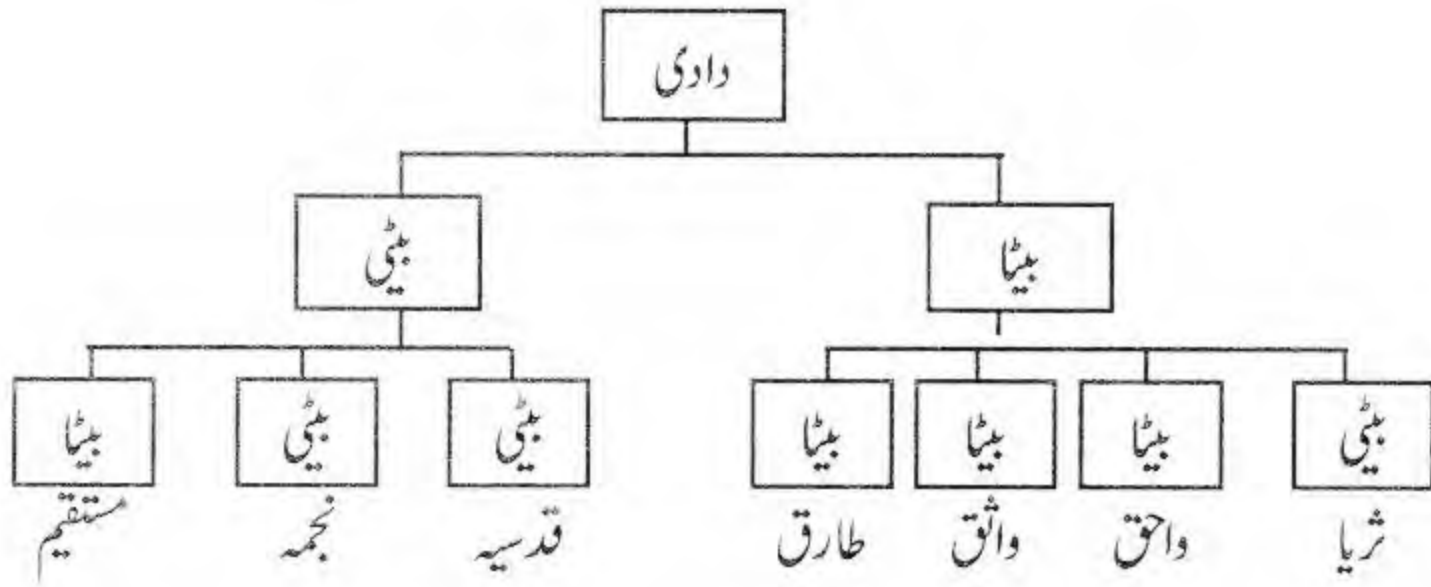 دادی
بیٹا بیٹی
بیٹی بیٹا بیٹا بیٹا بیٹی بیٹی بیٹا
ثریا واحق واثق طارق قدسیہ نجمہ مستقیم